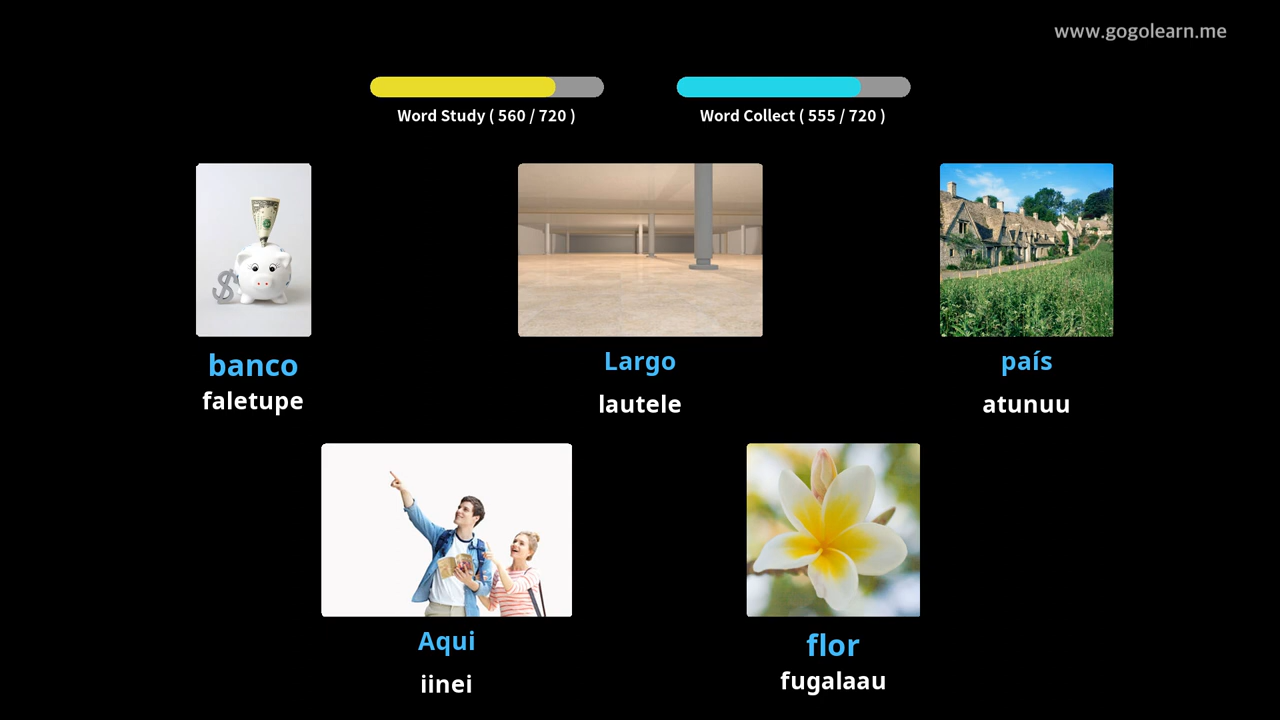 www.gogolearn.me
Word Study ( 560 / 720 )
Word Collect ( 555 / 720 )
banco
faletupe
Largo
lautele
país
atunuu
Aqui
iinei
flor
fugalaau